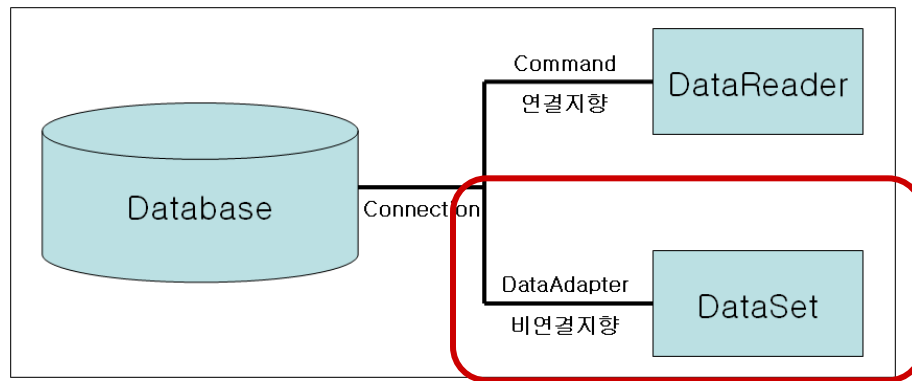 Command
연결지향
DataReader
Database
Connection
DataAdapter
비연결지향
DataSet